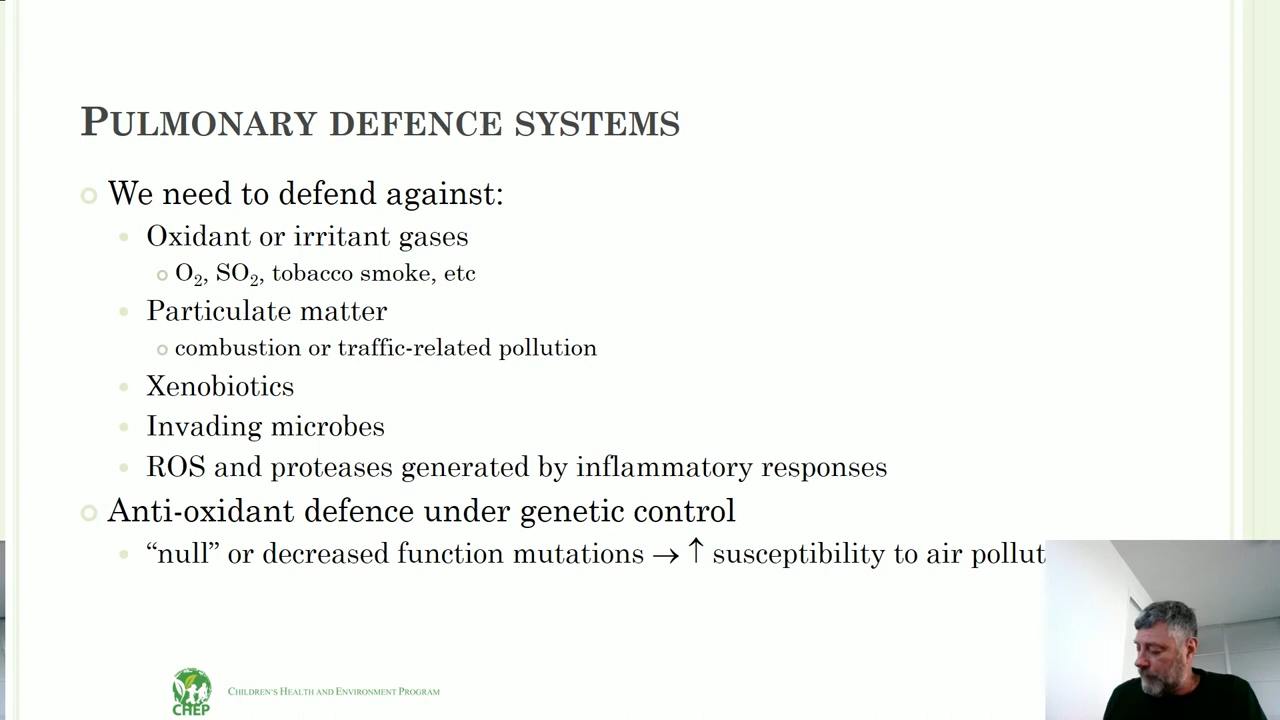 PULMONARY DEFENCE SYSTEMS
We need to defend against:
Oxidant or irritant gases
O₂, SO₂, tobacco smoke, etc
Particulate matter
combustion or traffic-related pollution
Xenobiotics
Invading microbes
ROS and proteases generated by inflammatory responses
Anti-oxidant defence under genetic control
“null” or decreased function mutations → ↑ susceptibility to air pollut
CHILDREN'S HEALTH AND ENVIRONMENT PROGRAM
CHEP